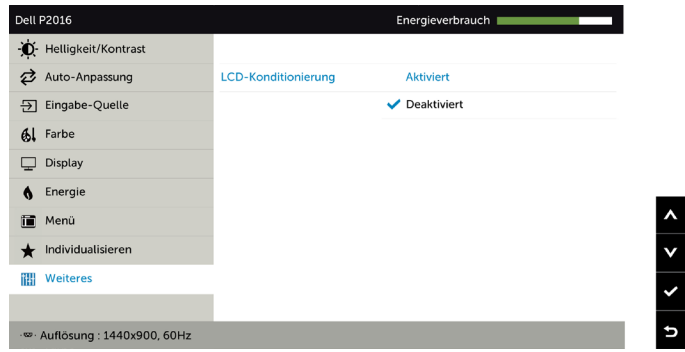 Dell P2016 Energieverbrauch
Helligkeit/Kontrast
Auto-Anpassung LCD-Konditionierung Aktiviert
Eingabe-Quelle Deaktiviert
Farbe
Display
Energie
Menü
Individualisieren
Weiteres
Auflösung : 1440x900, 60Hz